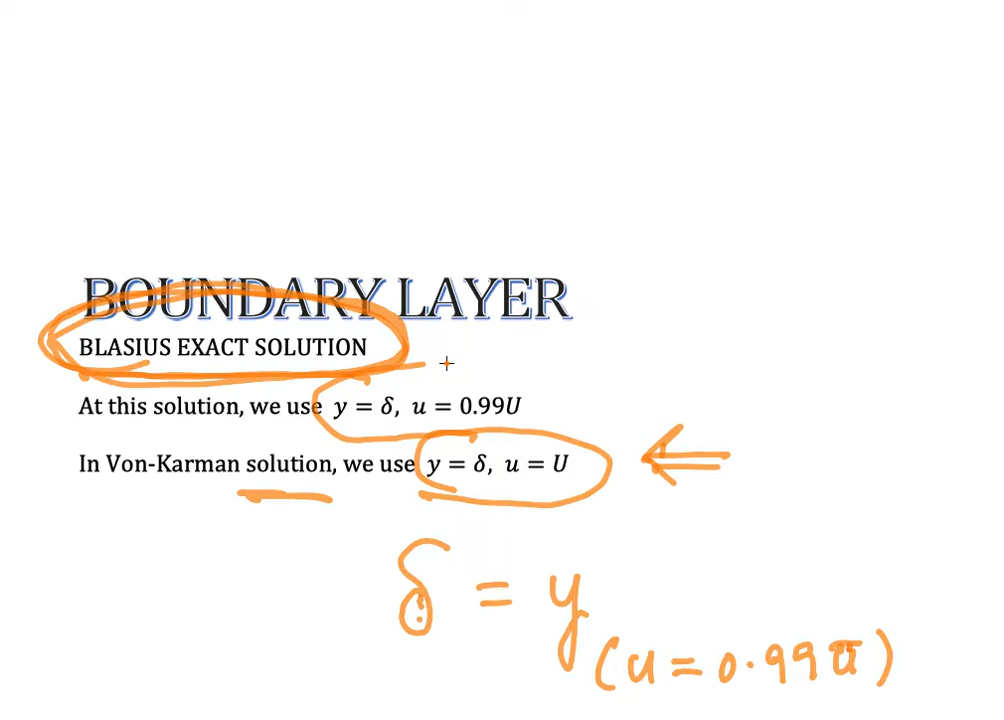 BOUNDARY LAYER
BLASIUS EXACT SOLUTION
At this solution, we use y = δ, u = 0.99U
In Von-Karman solution, we use y = δ, u = U
δ = y
(u = 0.99U)